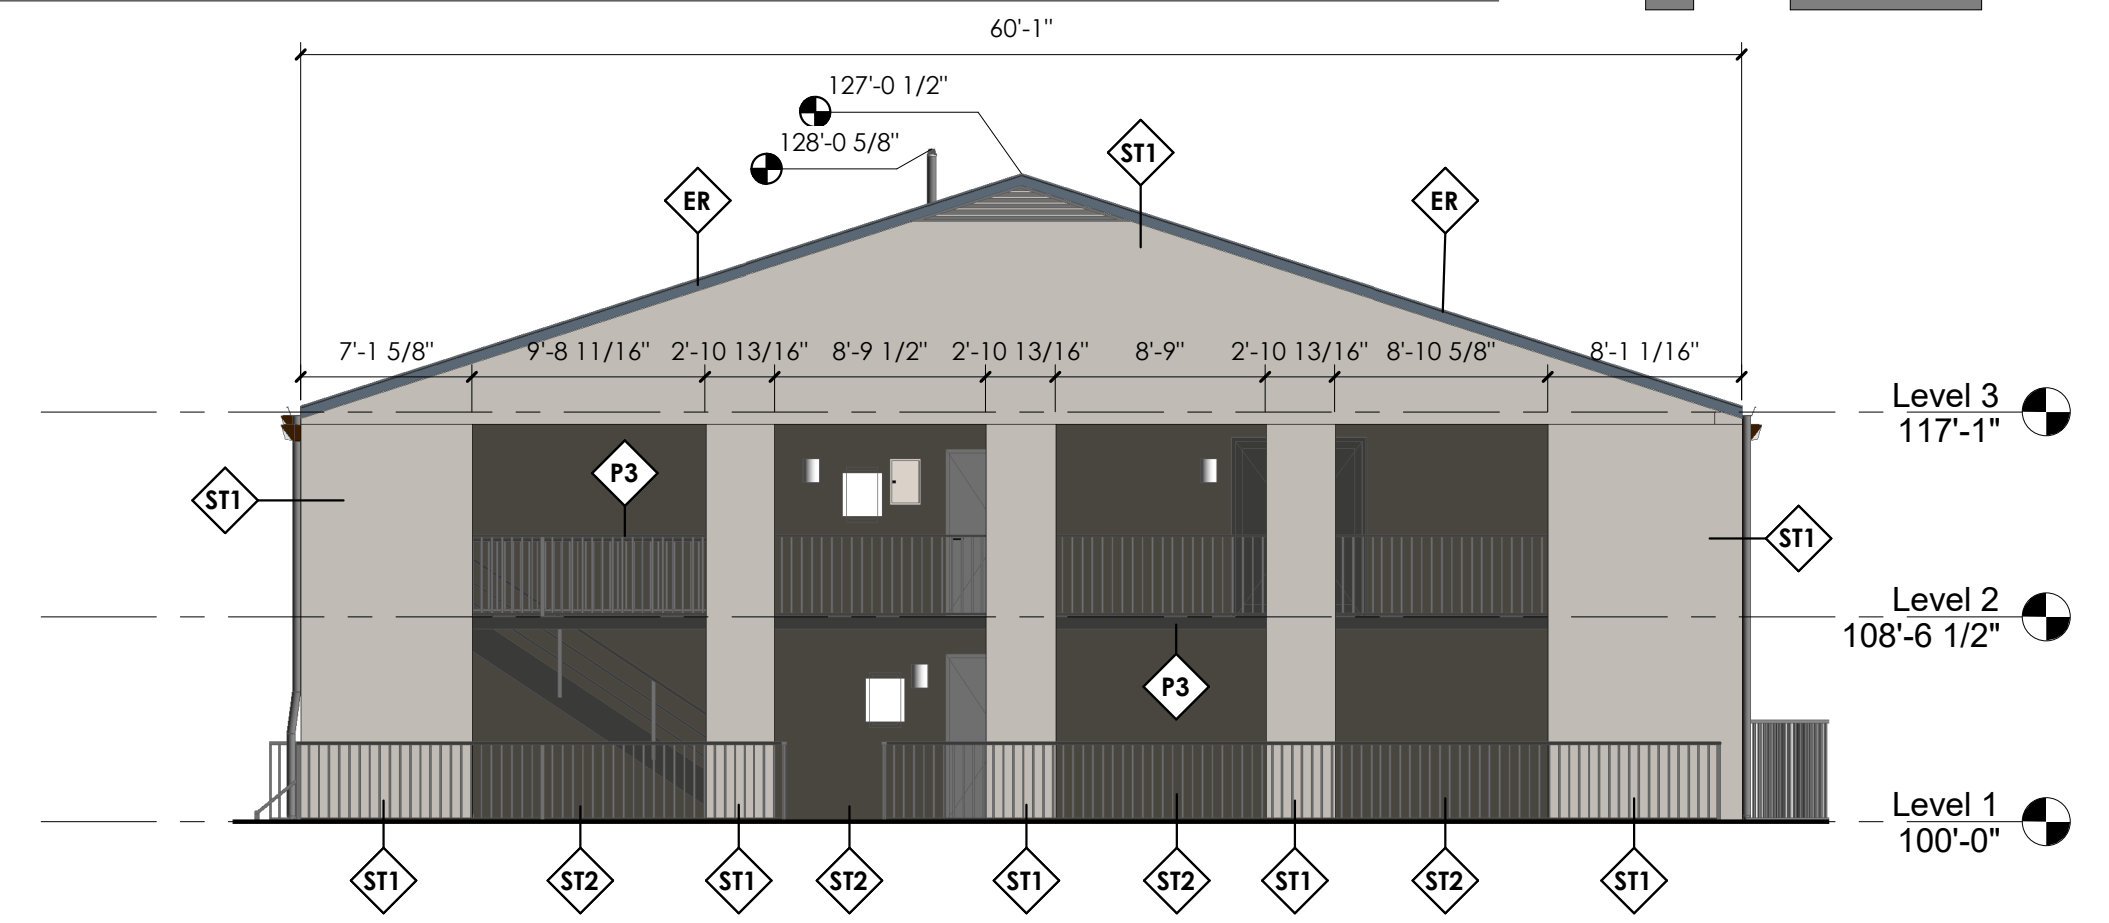 60'-1"
127'-0 1/2"
128'-0 5/8"
ST1
ER
ER
7'-1 5/8"
9'-8 11/16"
2'-10 13/16"
8'-9 1/2"
2'-10 13/16"
8'-9"
2'-10 13/16"
8'-10 5/8"
8'-1 1/16"
Level 3
117'-1"
P3
ST1
ST1
Level 2
108'-6 1/2"
P3
Level 1
100'-0"
ST1
ST2
ST1
ST2
ST1
ST2
ST1
ST2
ST1